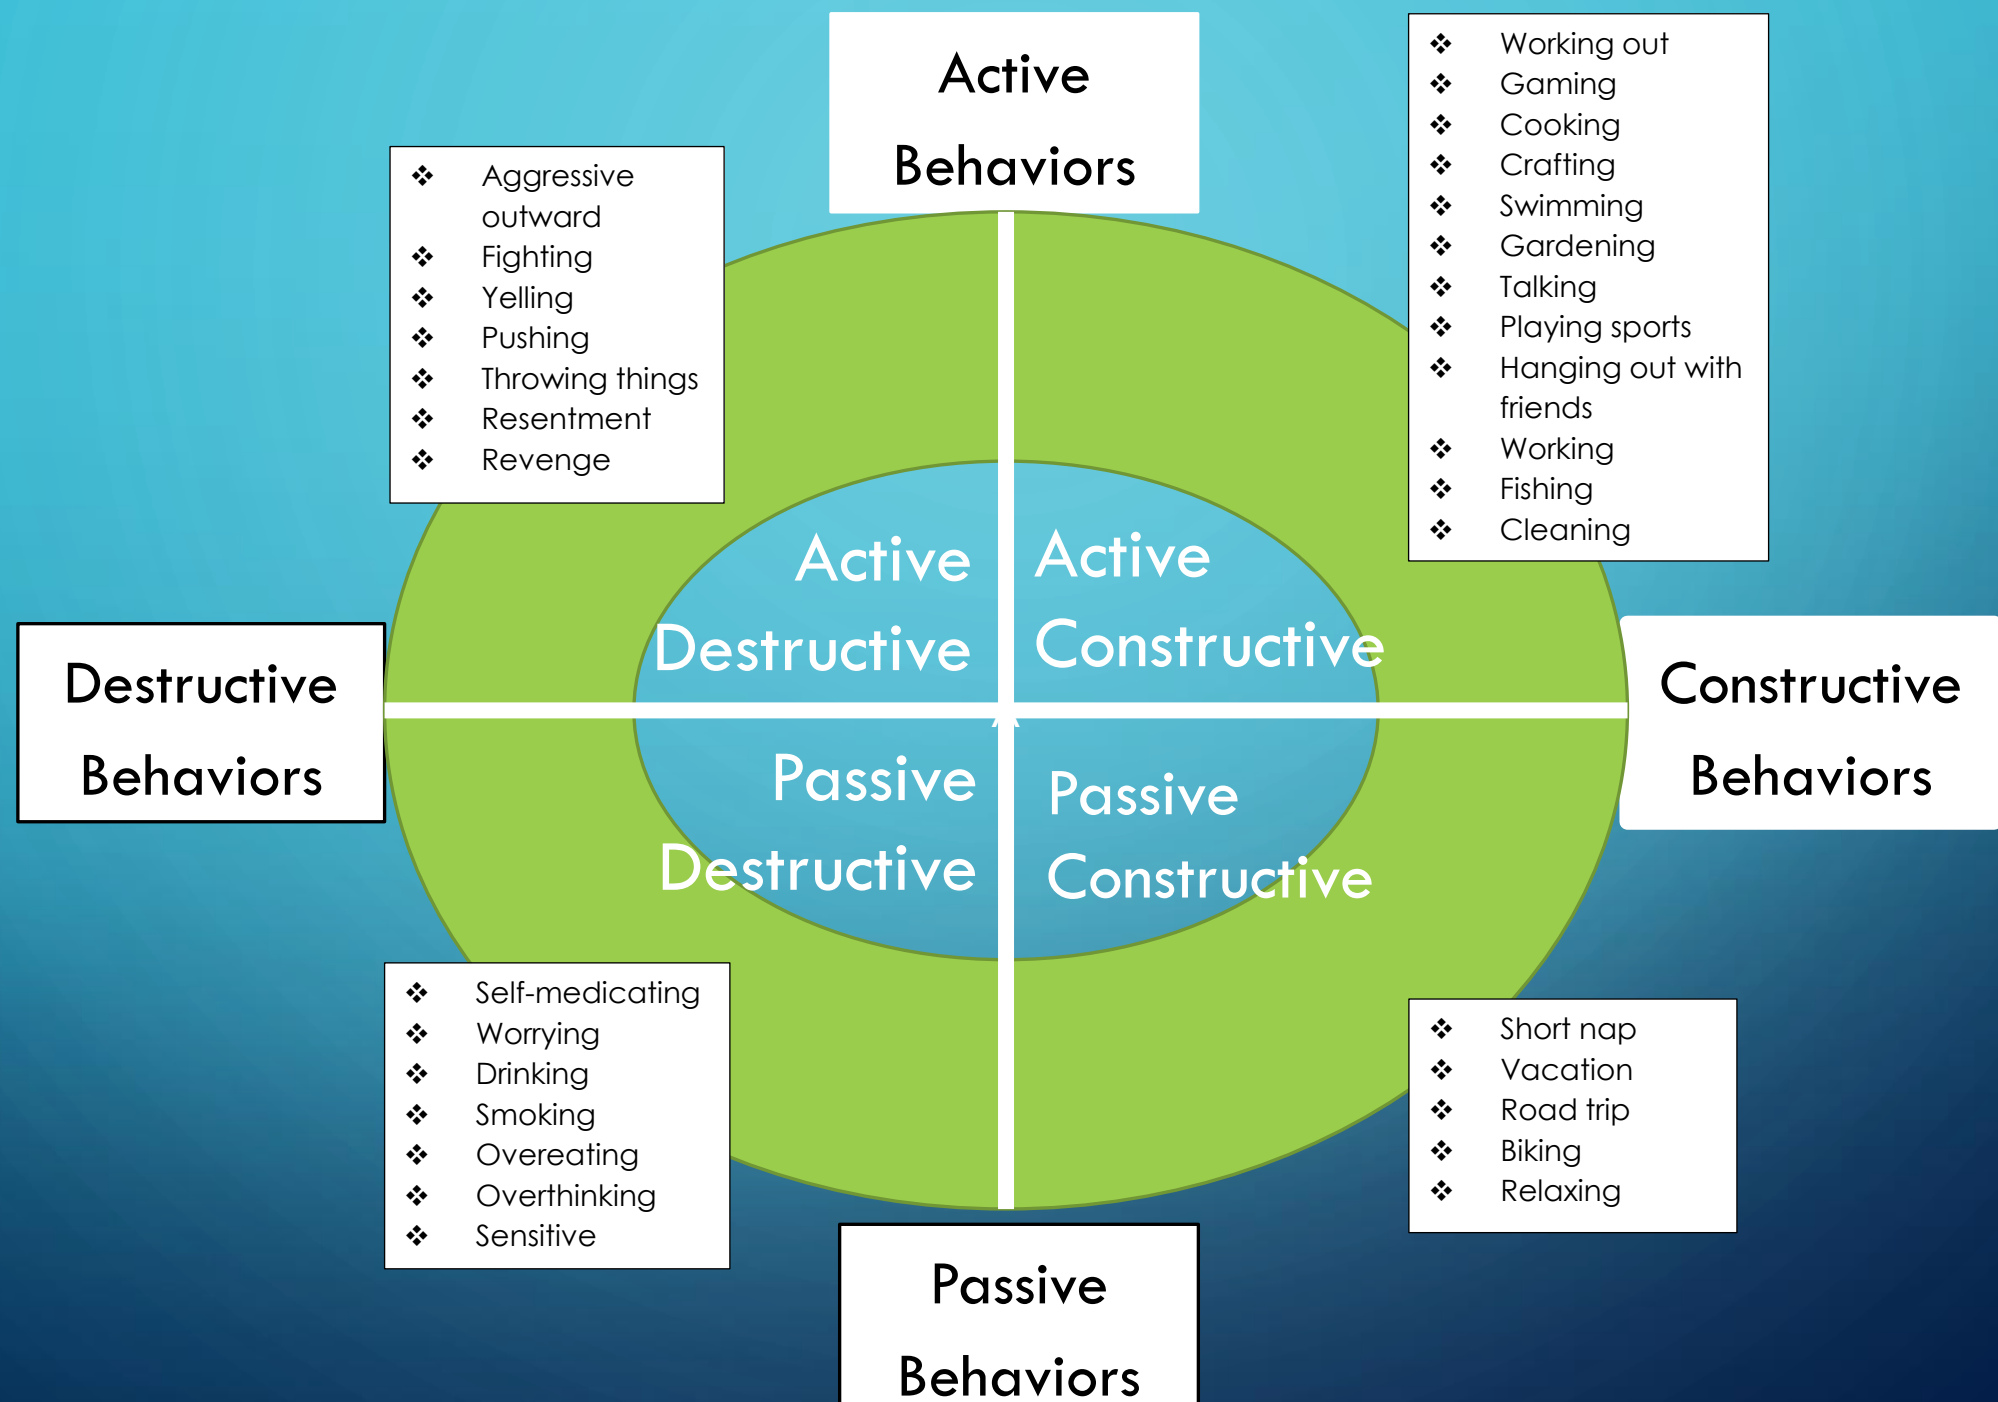 Active
Behaviors
❖ Working out
❖ Gaming
❖ Cooking
❖ Crafting
❖ Swimming
❖ Gardening
❖ Talking
❖ Playing sports
❖ Hanging out with
friends
❖ Working
❖ Fishing
❖ Cleaning
❖ Aggressive
outward
❖ Fighting
❖ Yelling
❖ Pushing
❖ Throwing things
❖ Resentment
❖ Revenge
Active
Destructive
Active
Constructive
Destructive
Behaviors
Constructive
Behaviors
Passive
Destructive
Passive
Constructive
❖ Self-medicating
❖ Worrying
❖ Drinking
❖ Smoking
❖ Overeating
❖ Overthinking
❖ Sensitive
❖ Short nap
❖ Vacation
❖ Road trip
❖ Biking
❖ Relaxing
Passive
Behaviors